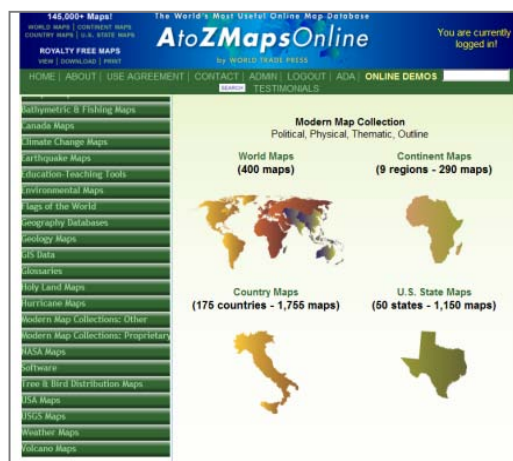 145,000+ Maps!
WORLD MAPS | CONTINENT MAPS
COUNTRY MAPS | U.S. STATE MAPS
ROYALTY FREE MAPS
VIEW | DOWNLOAD | PRINT
The World's Most Useful Online Map Database
AtoZMapsOnline
by WORLD TRADE PRESS
You are currently
logged in!
HOME | ABOUT | USE AGREEMENT | CONTACT | ADMIN | LOGOUT | ADA | ONLINE DEMOS
SEARCH TESTIMONIALS
Bathymetric & Fishing Maps
Canada Maps
Climate Change Maps
Earthquake Maps
Education-Teaching Tools
Environmental Maps
Flags of the World
Geography Databases
Geology Maps
GIS Data
Glossaries
Holy Land Maps
Hurricane Maps
Modern Map Collections: Other
Modern Map Collections: Proprietary
NASA Maps
Software
Tree & Bird Distribution Maps
USA Maps
USGS Maps
Weather Maps
Volcano Maps
Modern Map Collection
Political, Physical, Thematic, Outline
World Maps
(400 maps)
Continent Maps
(9 regions - 290 maps)
Country Maps
(175 countries - 1,755 maps)
U.S. State Maps
(50 states - 1,150 maps)